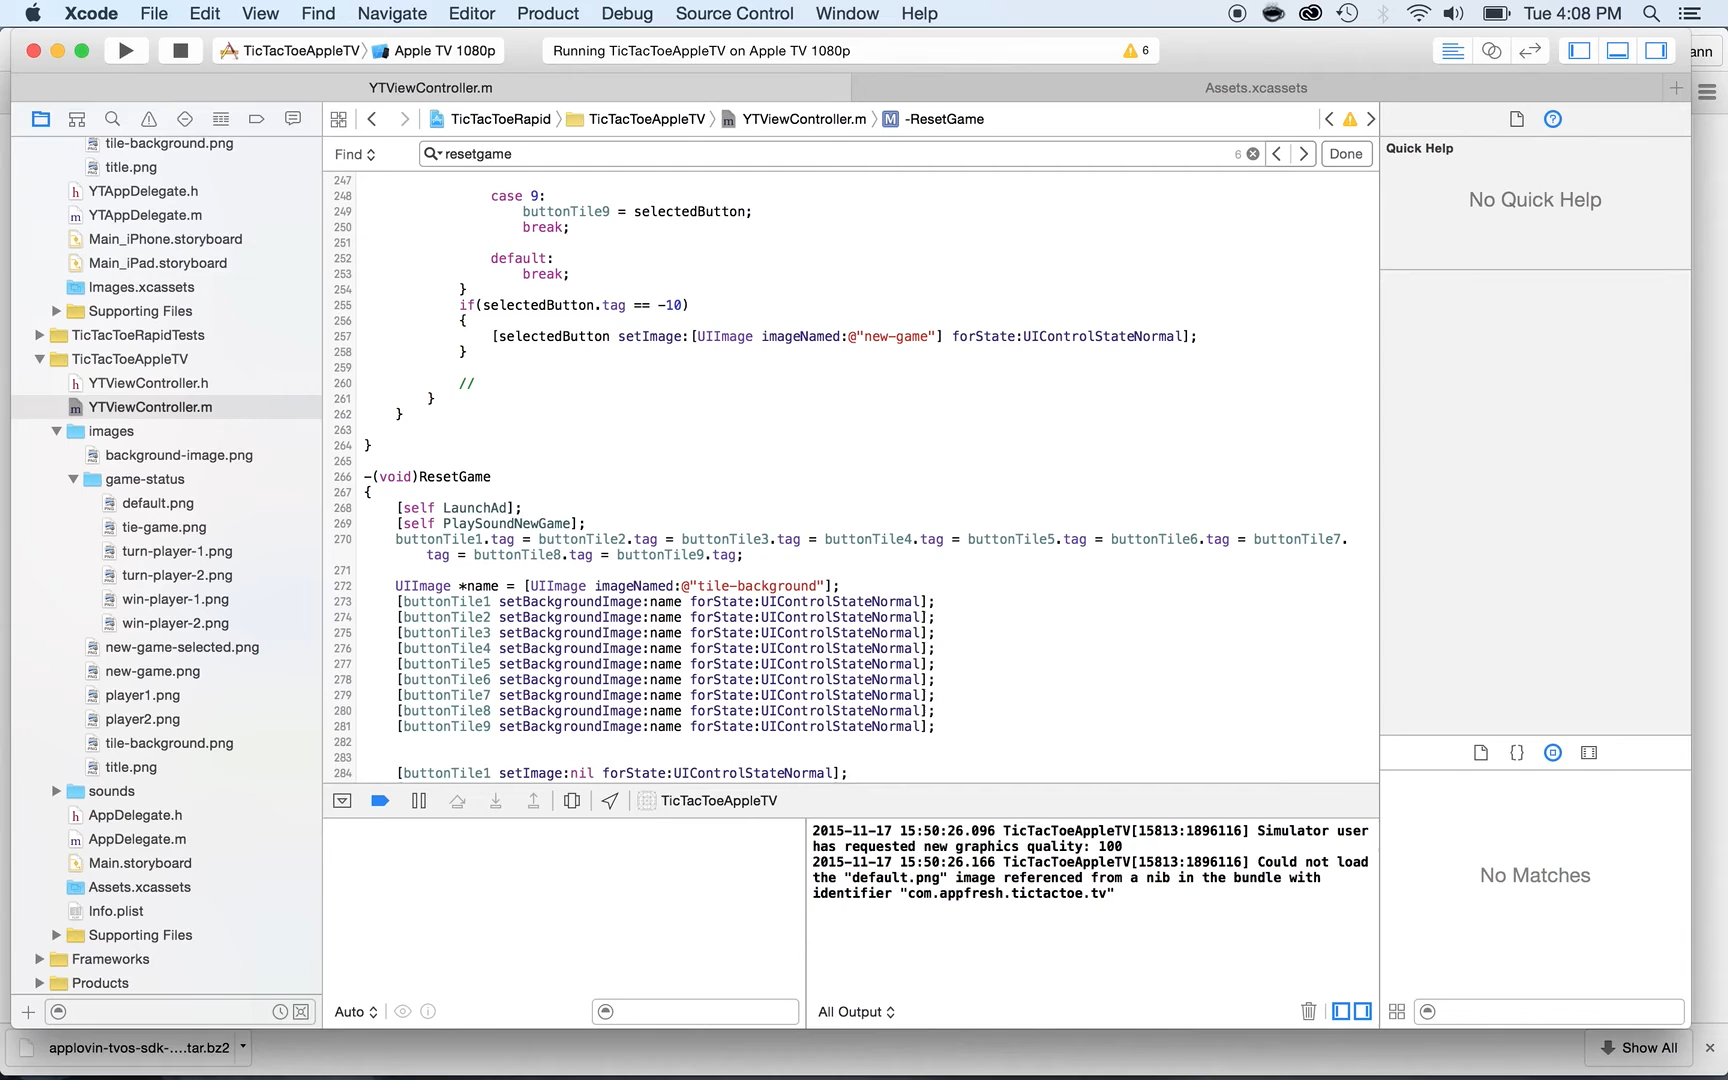 Xcode File Edit View Find Navigate Editor Product Debug Source Control Window Help Tue 4:08 PM
TicTacToeAppleTV Apple TV 1080p Running TicTacToeAppleTV on Apple TV 1080p 6 ann
YTViewController.m Assets.xcassets
TicTacToeRapid TicTacToeAppleTV YTViewController.m M -ResetGame
Find resetgame 6 Done
tile-background.png
title.png
h YTAppDelegate.h
m YTAppDelegate.m
Main_iPhone.storyboard
Main_iPad.storyboard
Images.xcassets
Supporting Files
TicTacToeRapidTests
TicTacToeAppleTV
h YTViewController.h
m YTViewController.m
images
background-image.png
game-status
default.png
tie-game.png
turn-player-1.png
turn-player-2.png
win-player-1.png
win-player-2.png
new-game-selected.png
new-game.png
player1.png
player2.png
tile-background.png
title.png
sounds
h AppDelegate.h
m AppDelegate.m
Main.storyboard
Assets.xcassets
Info.plist
Supporting Files
Frameworks
Products
247
248 case 9:
249 buttonTile9 = selectedButton;
250 break;
251
252 default:
253 break;
254 }
255 if(selectedButton.tag == -10)
256 {
257 [selectedButton setImage:[UIImage imageNamed:@"new-game"] forState:UIControlStateNormal];
258 }
259
260 //
261 }
262 }
263
264 }
265
266 -(void)ResetGame
267 {
268 [self LaunchAd];
269 [self PlaySoundNewGame];
270 buttonTile1.tag = buttonTile2.tag = buttonTile3.tag = buttonTile4.tag = buttonTile5.tag = buttonTile6.tag = buttonTile7.
tag = buttonTile8.tag = buttonTile9.tag;
271
272 UIImage *name = [UIImage imageNamed:@"tile-background"];
273 [buttonTile1 setBackgroundImage:name forState:UIControlStateNormal];
274 [buttonTile2 setBackgroundImage:name forState:UIControlStateNormal];
275 [buttonTile3 setBackgroundImage:name forState:UIControlStateNormal];
276 [buttonTile4 setBackgroundImage:name forState:UIControlStateNormal];
277 [buttonTile5 setBackgroundImage:name forState:UIControlStateNormal];
278 [buttonTile6 setBackgroundImage:name forState:UIControlStateNormal];
279 [buttonTile7 setBackgroundImage:name forState:UIControlStateNormal];
280 [buttonTile8 setBackgroundImage:name forState:UIControlStateNormal];
281 [buttonTile9 setBackgroundImage:name forState:UIControlStateNormal];
282
283
284 [buttonTile1 setImage:nil forState:UIControlStateNormal];
TicTacToeAppleTV
2015-11-17 15:50:26.096 TicTacToeAppleTV[15813:1896116] Simulator user
has requested new graphics quality: 100
2015-11-17 15:50:26.166 TicTacToeAppleTV[15813:1896116] Could not load
the "default.png" image referenced from a nib in the bundle with
identifier "com.appfresh.tictactoe.tv"
Auto All Output
Quick Help
No Quick Help
{}
No Matches
applovin-tvos-sdk-....tar.bz2 Show All